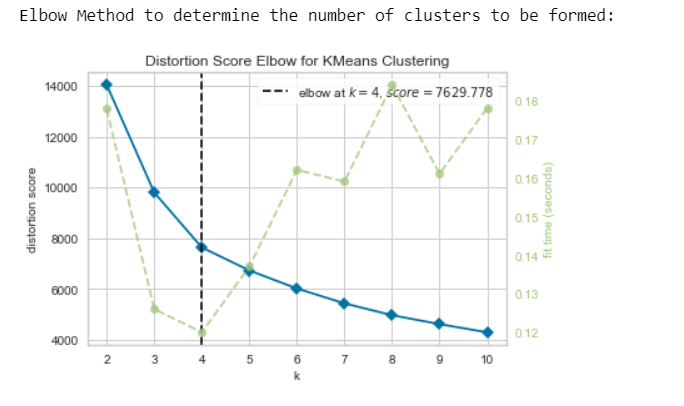 Elbow Method to determine the number of clusters to be formed:
Distortion Score Elbow for KMeans Clustering
elbow at k = 4, score = 7629.778
distortion score
14000
12000
10000
8000
6000
4000
0.18
0.17
0.16
0.15
0.14
0.13
0.12
fit time (seconds)
2 3 4 5 6 7 8 9 10
k